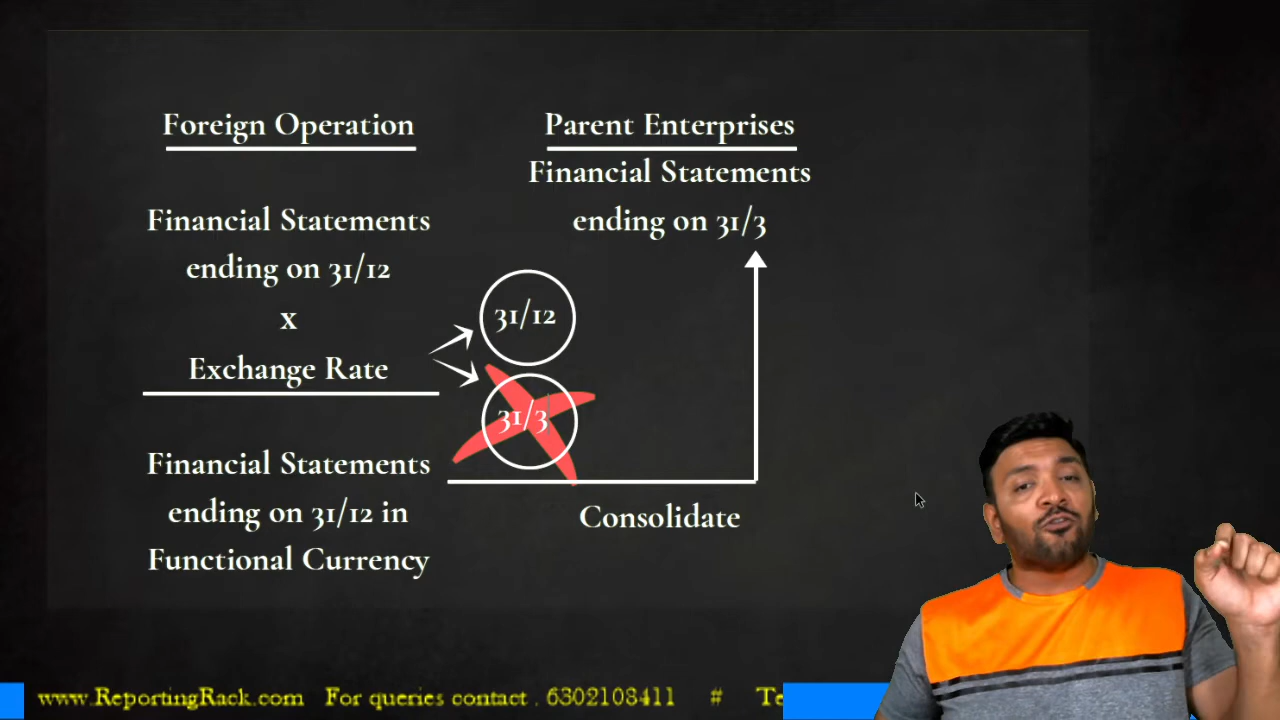 Foreign Operation
Financial Statements
ending on 31/12
x
Exchange Rate
Financial Statements
ending on 31/12 in
Functional Currency
31/12
31/3
Parent Enterprises
Financial Statements
ending on 31/3
Consolidate
www.ReportingRack.com For queries contact . 6302108411 # Te